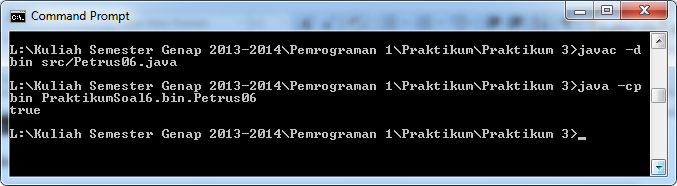 Command Prompt
L:\Kuliah Semester Genap 2013-2014\Pemrograman 1\Praktikum\Praktikum 3>javac -d
bin src/Petrus06.java
L:\Kuliah Semester Genap 2013-2014\Pemrograman 1\Praktikum\Praktikum 3>java -cp
bin PraktikumSoal6.bin.Petrus06
true
L:\Kuliah Semester Genap 2013-2014\Pemrograman 1\Praktikum\Praktikum 3>_